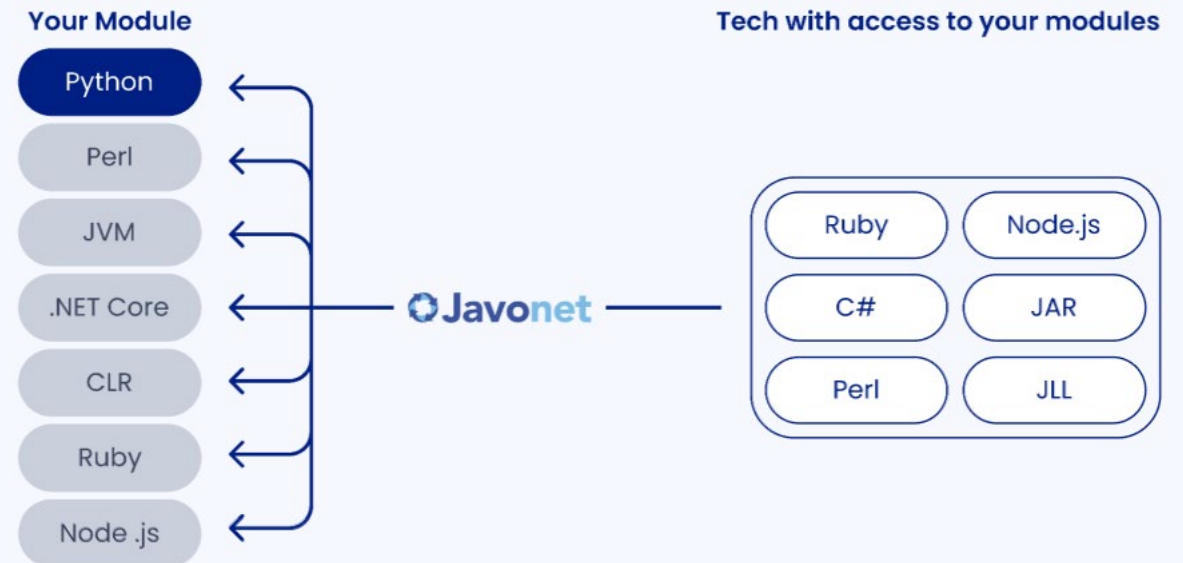 Your Module
Python
Perl
JVM
.NET Core
CLR
Ruby
Node .js
Javonet
Tech with access to your modules
Ruby
Node.js
C#
JAR
Perl
JLL